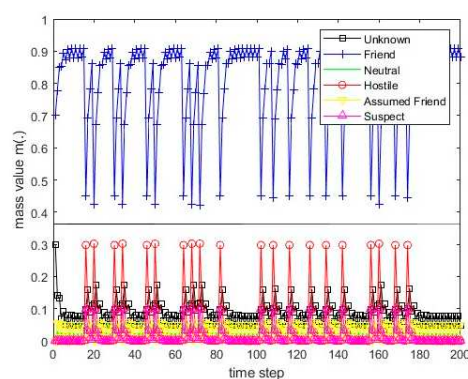 1
0.9
0.8
0.7
0.6
0.5
0.4
0.3
0.2
0.1
0
mass value m(.)
Unknown
Friend
Neutral
Hostile
Assumed Friend
Suspect
0 20 40 60 80 100 120 140 160 180 200
time step